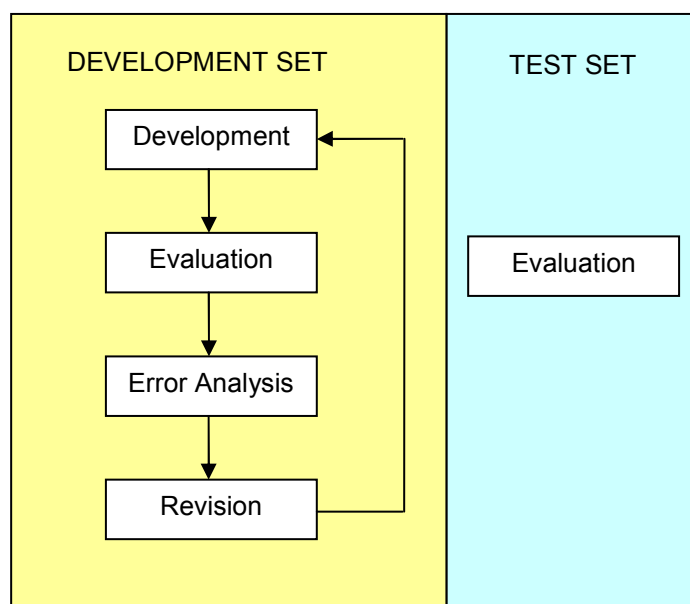 DEVELOPMENT SET
Development
Evaluation
Error Analysis
Revision
TEST SET
Evaluation